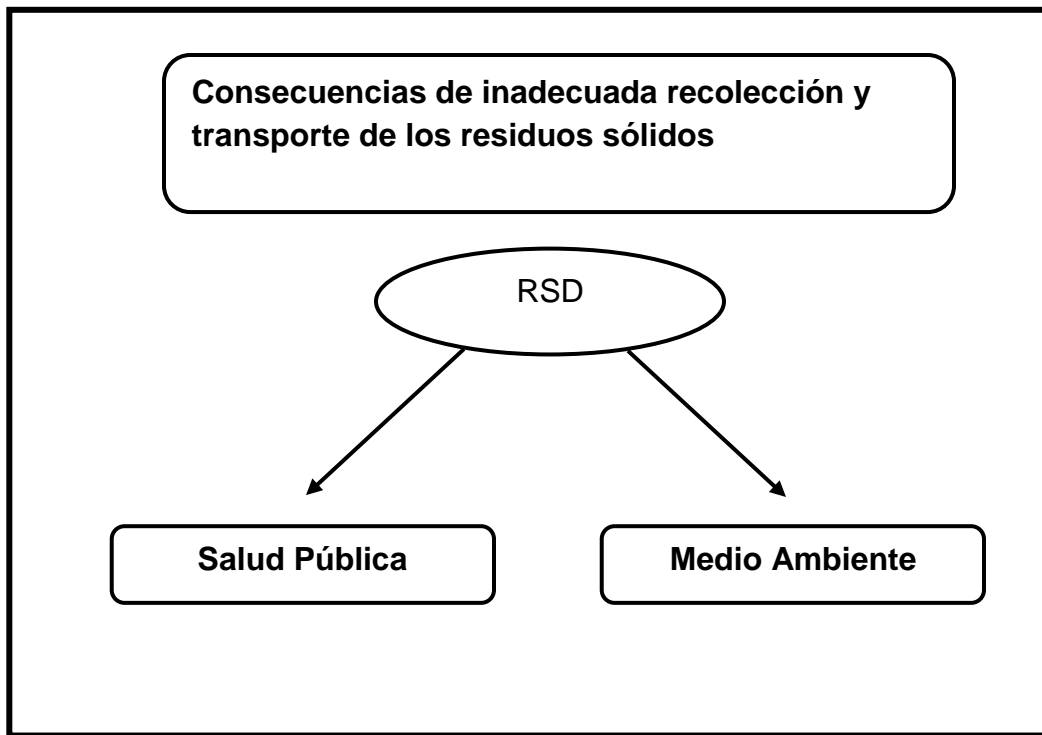 Consecuencias de inadecuada recolección y
transporte de los residuos sólidos
RSD
Salud Pública
Medio Ambiente